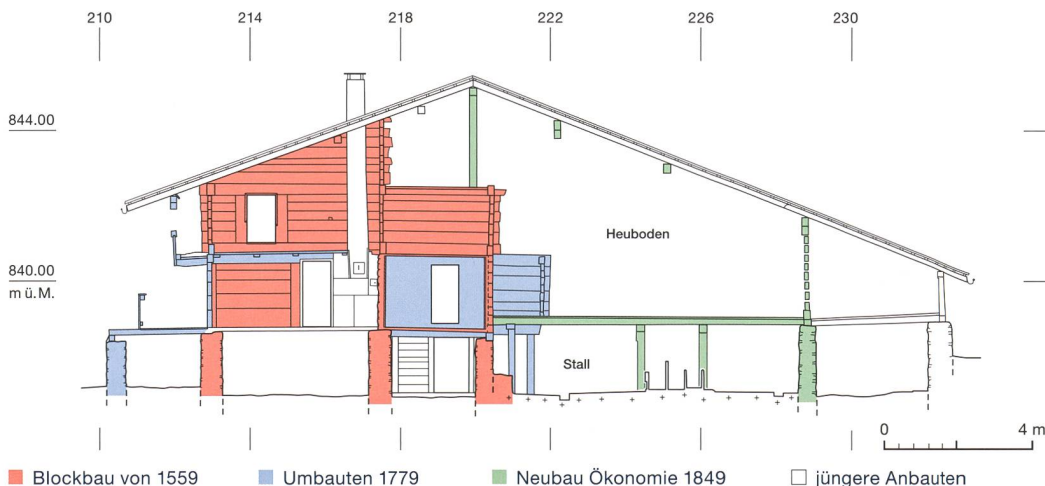 210 214 218 222 226 230
844.00
Heuboden
840.00
m ü.M.
Stall
0 4 m
Blockbau von 1559 Umbauten 1779 Neubau Ökonomie 1849 jüngere Anbauten